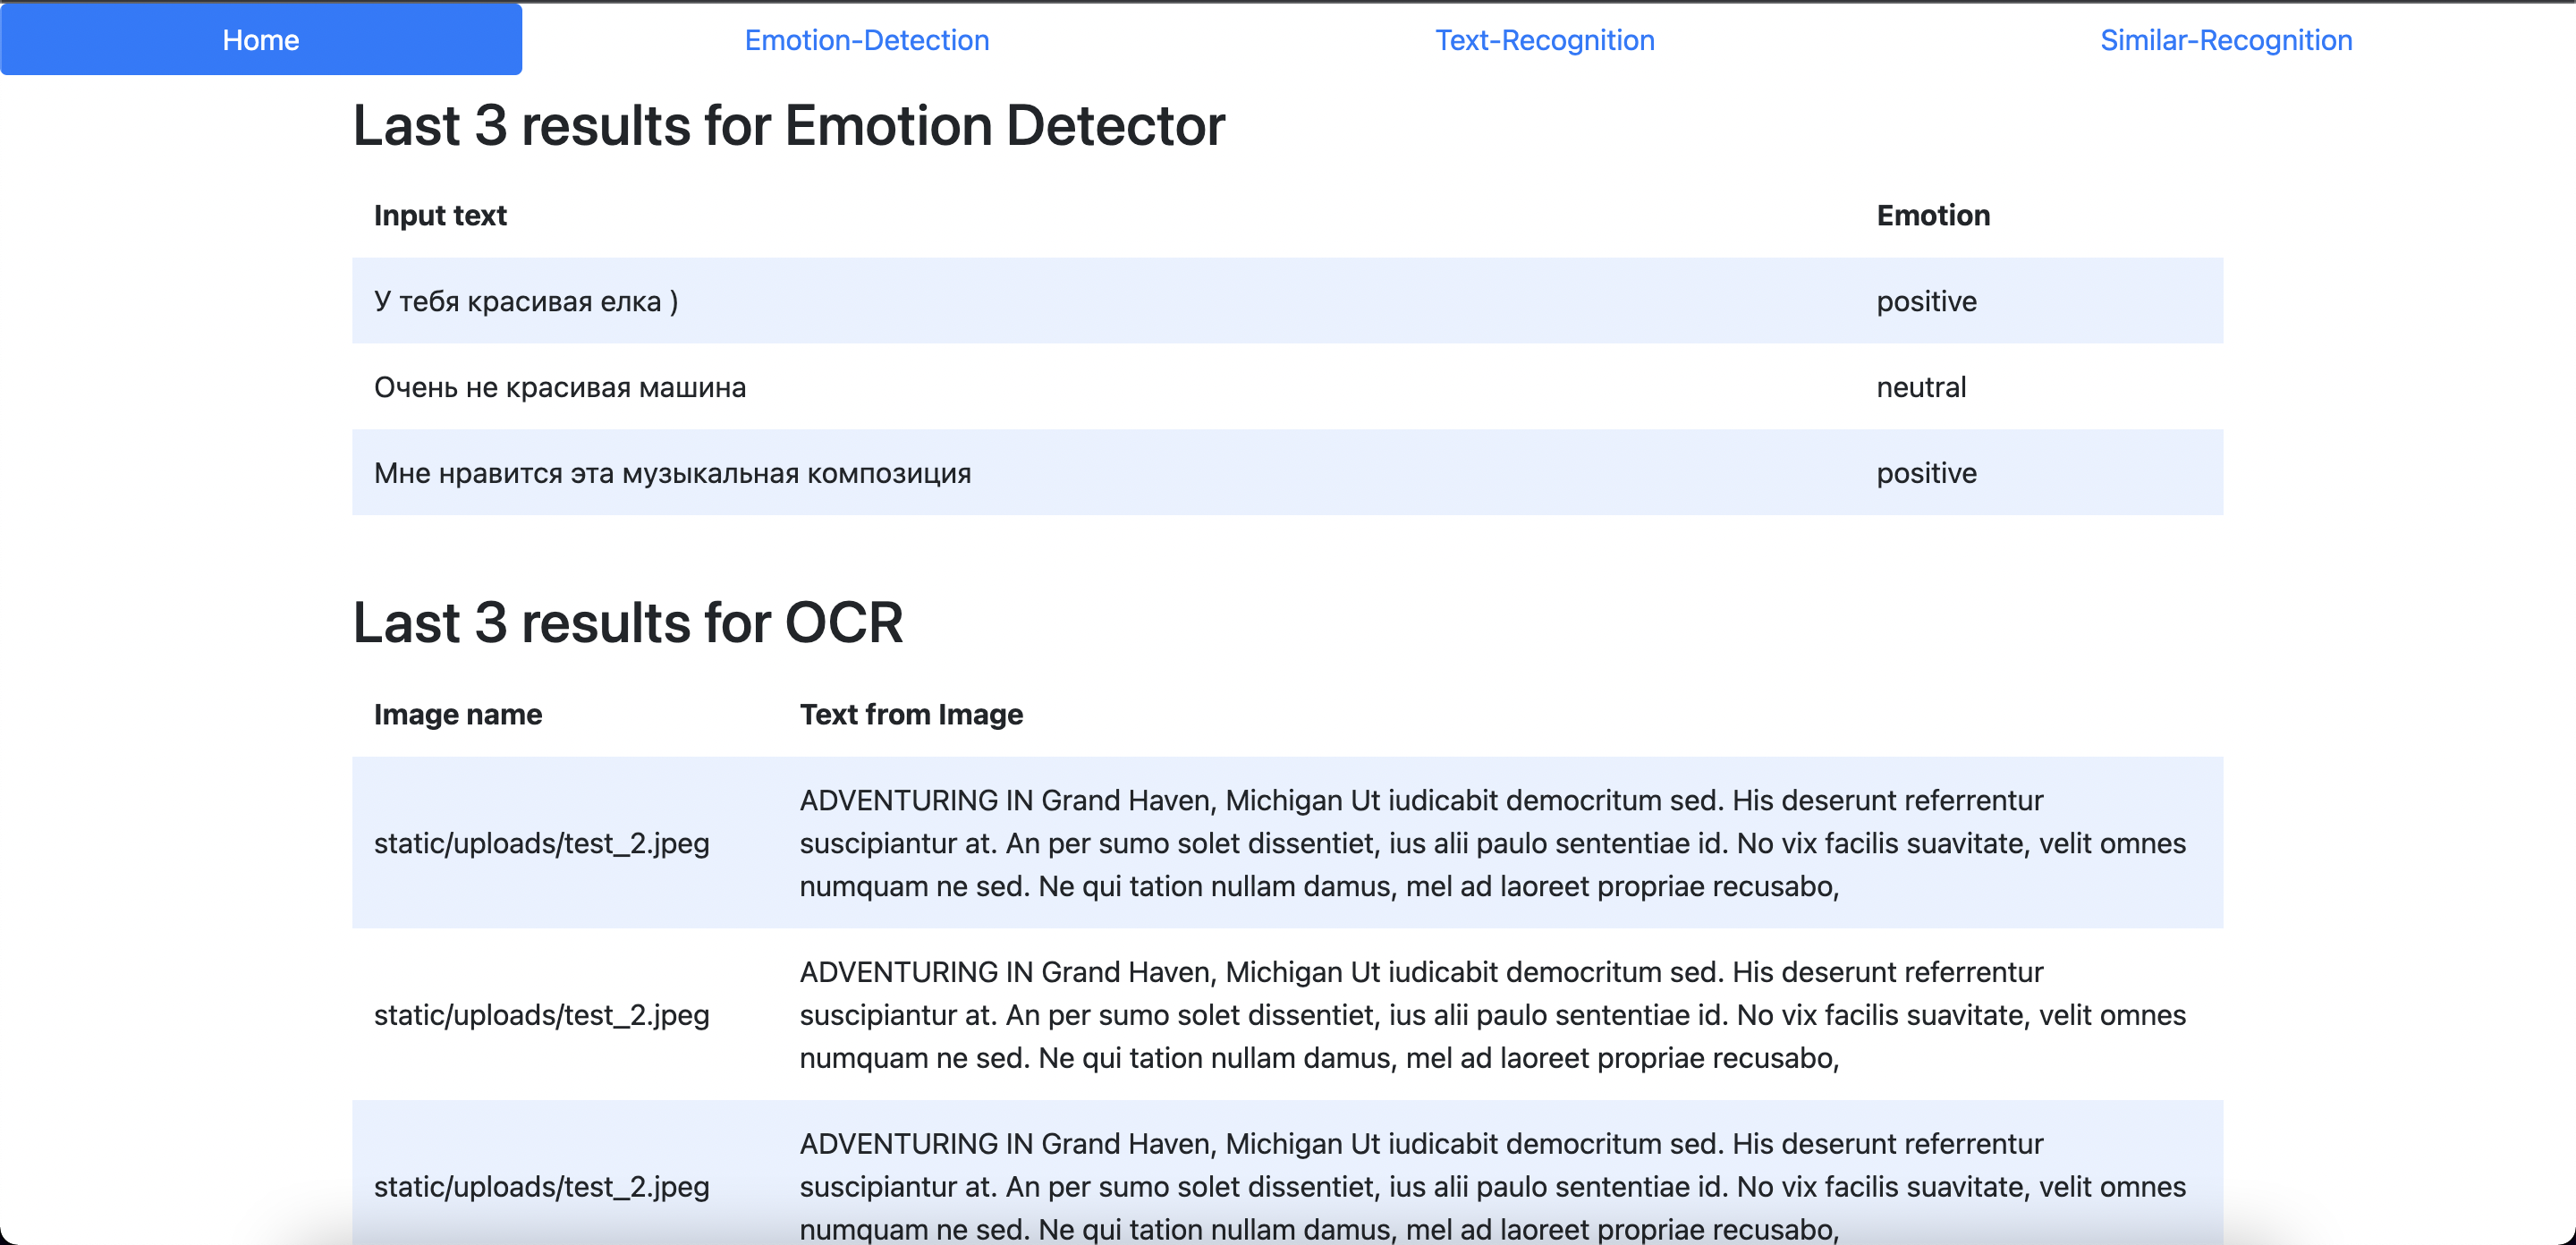 Home Emotion-Detection Text-Recognition Similar-Recognition
Last 3 results for Emotion Detector
Input text Emotion
У тебя красивая елка ) positive
Очень не красивая машина neutral
Мне нравится эта музыкальная композиция positive
Last 3 results for OCR
Image name Text from Image
ADVENTURING IN Grand Haven, Michigan Ut iudicabit democritum sed. His deserunt referrentur
static/uploads/test_2.jpeg suscipiantur at. An per sumo solet dissentiet, ius alii paulo sententiae id. No vix facilis suavitate, velit omnes
numquam ne sed. Ne qui tation nullam damus, mel ad laoreet propriae recusabo,
ADVENTURING IN Grand Haven, Michigan Ut iudicabit democritum sed. His deserunt referrentur
static/uploads/test_2.jpeg suscipiantur at. An per sumo solet dissentiet, ius alii paulo sententiae id. No vix facilis suavitate, velit omnes
numquam ne sed. Ne qui tation nullam damus, mel ad laoreet propriae recusabo,
ADVENTURING IN Grand Haven, Michigan Ut iudicabit democritum sed. His deserunt referrentur
static/uploads/test_2.jpeg suscipiantur at. An per sumo solet dissentiet, ius alii paulo sententiae id. No vix facilis suavitate, velit omnes
numquam ne sed. Ne qui tation nullam damus, mel ad laoreet propriae recusabo,